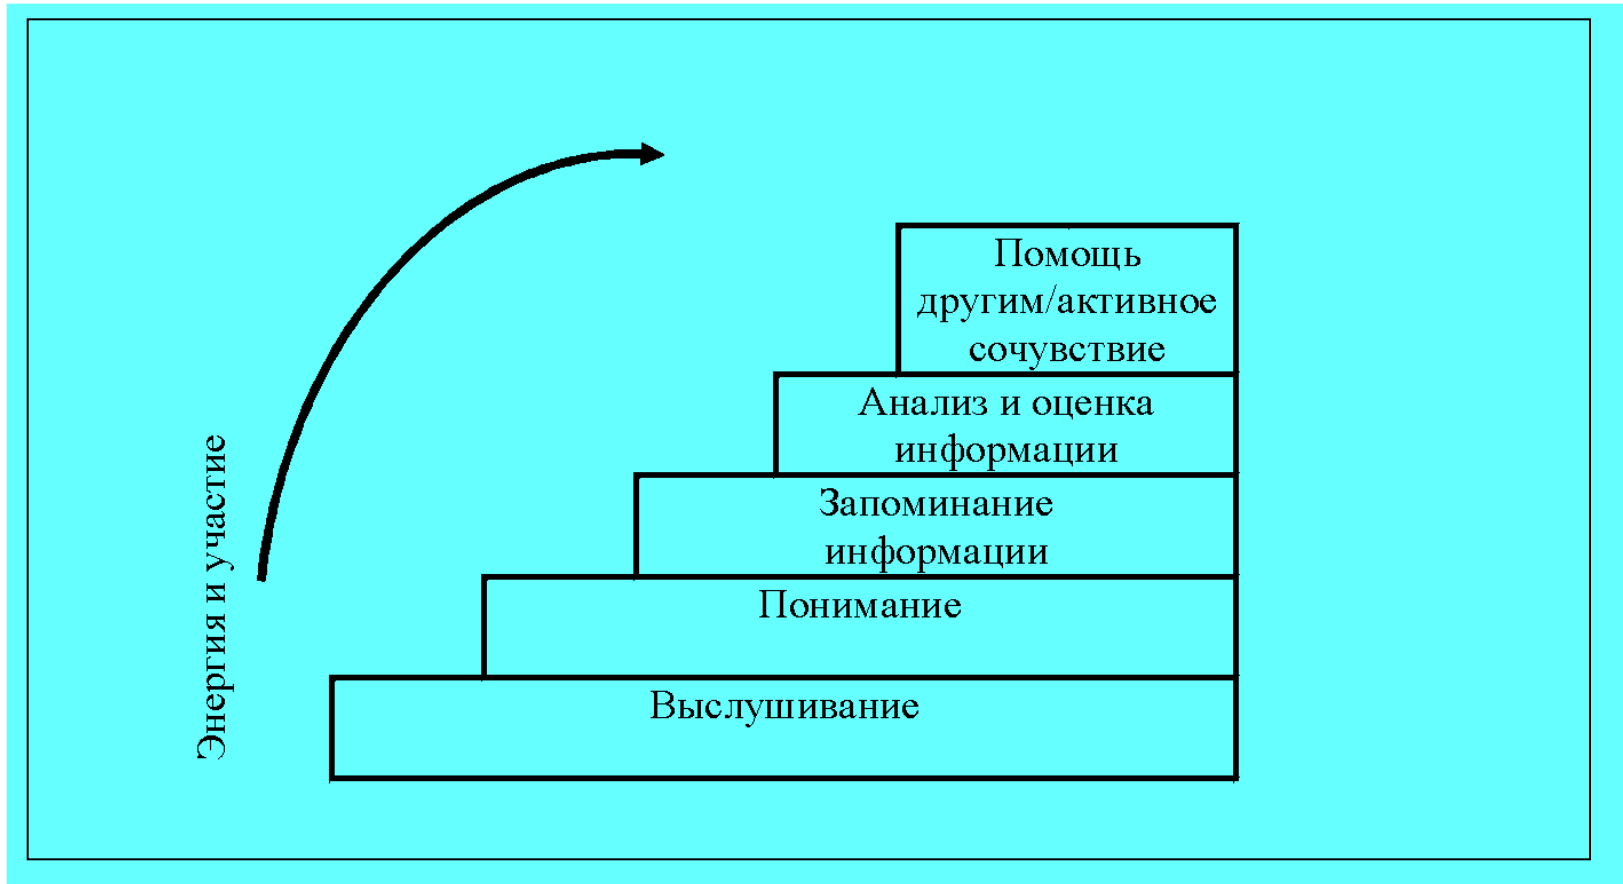 Помощь
другим/активное
сочувствие
Анализ и оценка
информации
Запоминание
информации
Понимание
Выслушивание
Энергия и участие